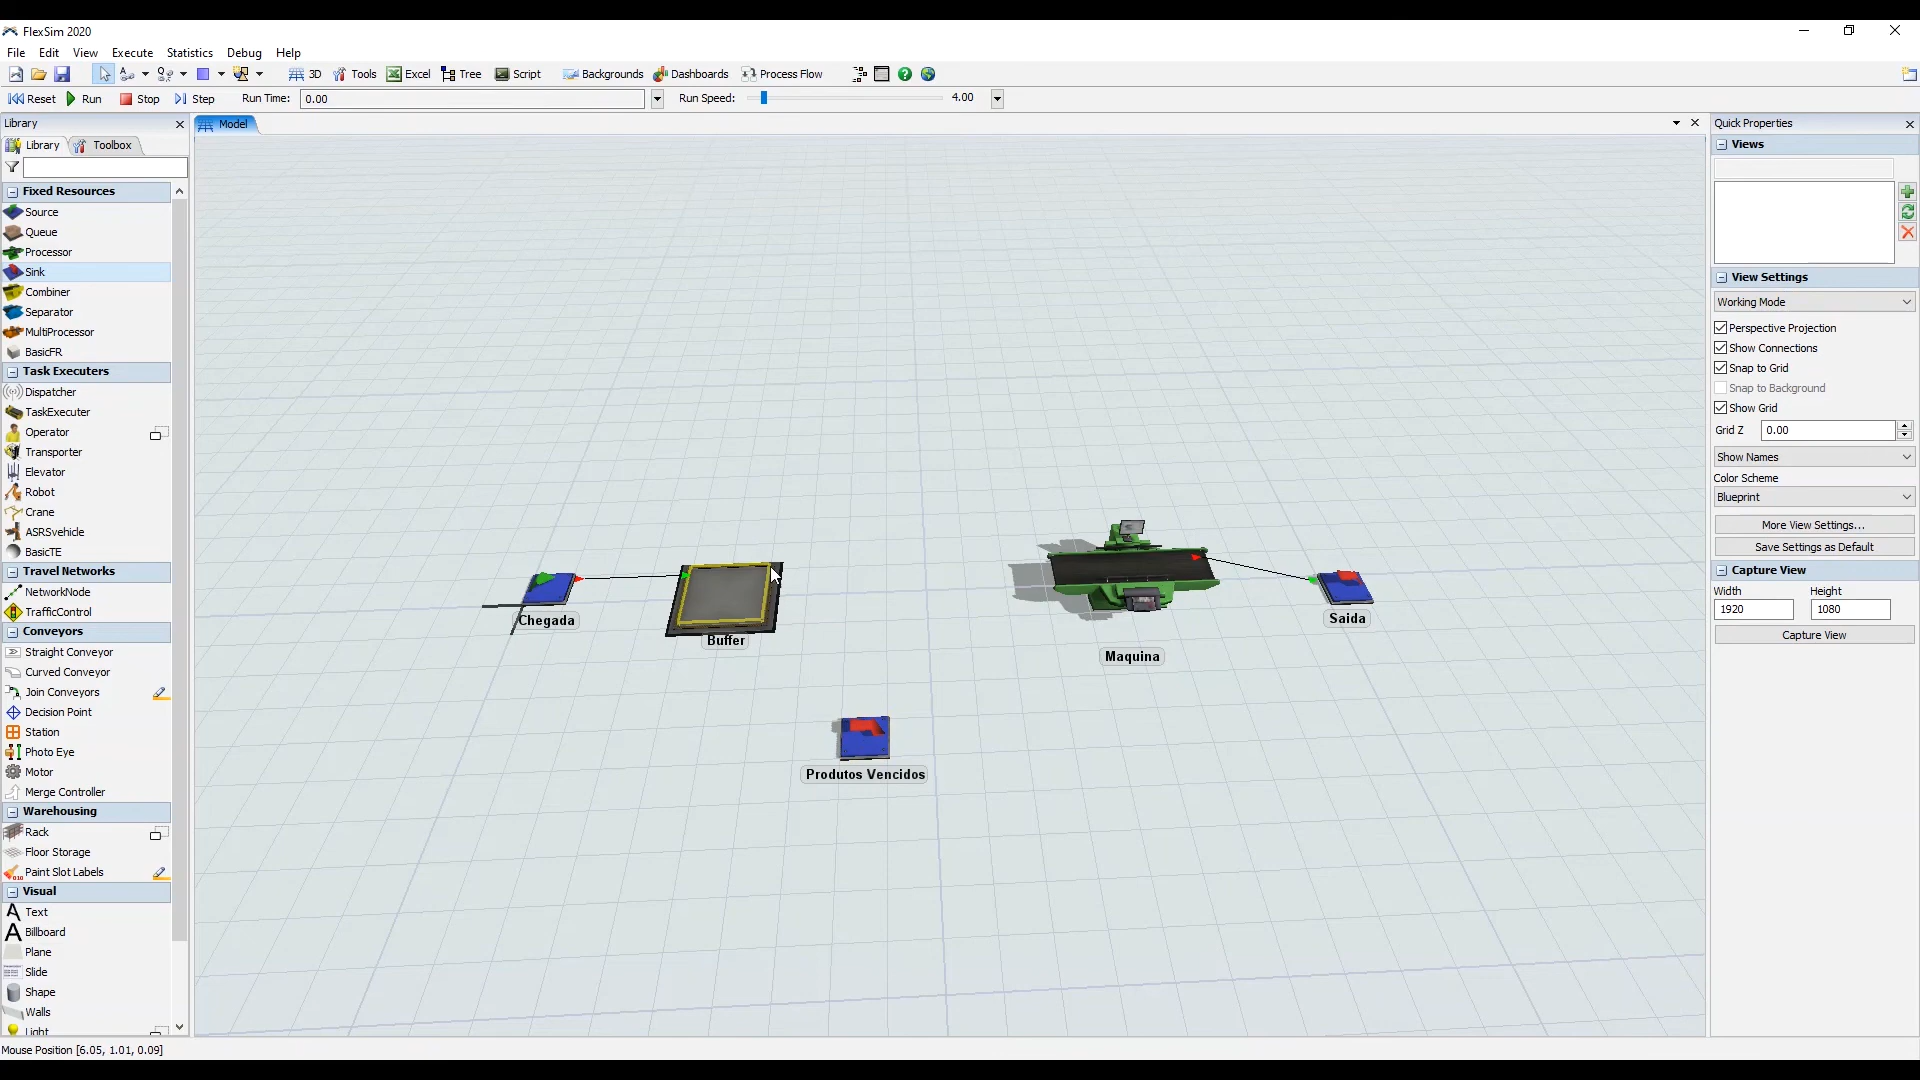 FlexSim 2020
File Edit View Execute Statistics Debug Help
3D Tools Excel Tree Script Backgrounds Dashboards Process Flow
Reset Run Stop Step Run Time: 0.00 Run Speed: 4.00
Library
Library Toolbox
Fixed Resources
Source
Queue
Processor
Sink
Combiner
Separator
MultiProcessor
BasicFR
Task Executers
Dispatcher
TaskExecuter
Operator
Transporter
Elevator
Robot
Crane
ASRSvehicle
BasicTE
Travel Networks
NetworkNode
TrafficControl
Conveyors
Straight Conveyor
Curved Conveyor
Join Conveyors
Decision Point
Station
Photo Eye
Motor
Merge Controller
Warehousing
Rack
Floor Storage
Paint Slot Labels
Visual
Text
Billboard
Plane
Slide
Shape
Walls
Light
Mouse Position [6.05, 1.01, 0.09]
Model
Chegada
Buffer
Maquina
Saida
Produtos Vencidos
Quick Properties
Views
View Settings
Working Mode
Perspective Projection
Show Connections
Snap to Grid
Snap to Background
Show Grid
Grid Z 0.00
Show Names
Color Scheme
Blueprint
More View Settings...
Save Settings as Default
Capture View
Width Height
1920 1080
Capture View